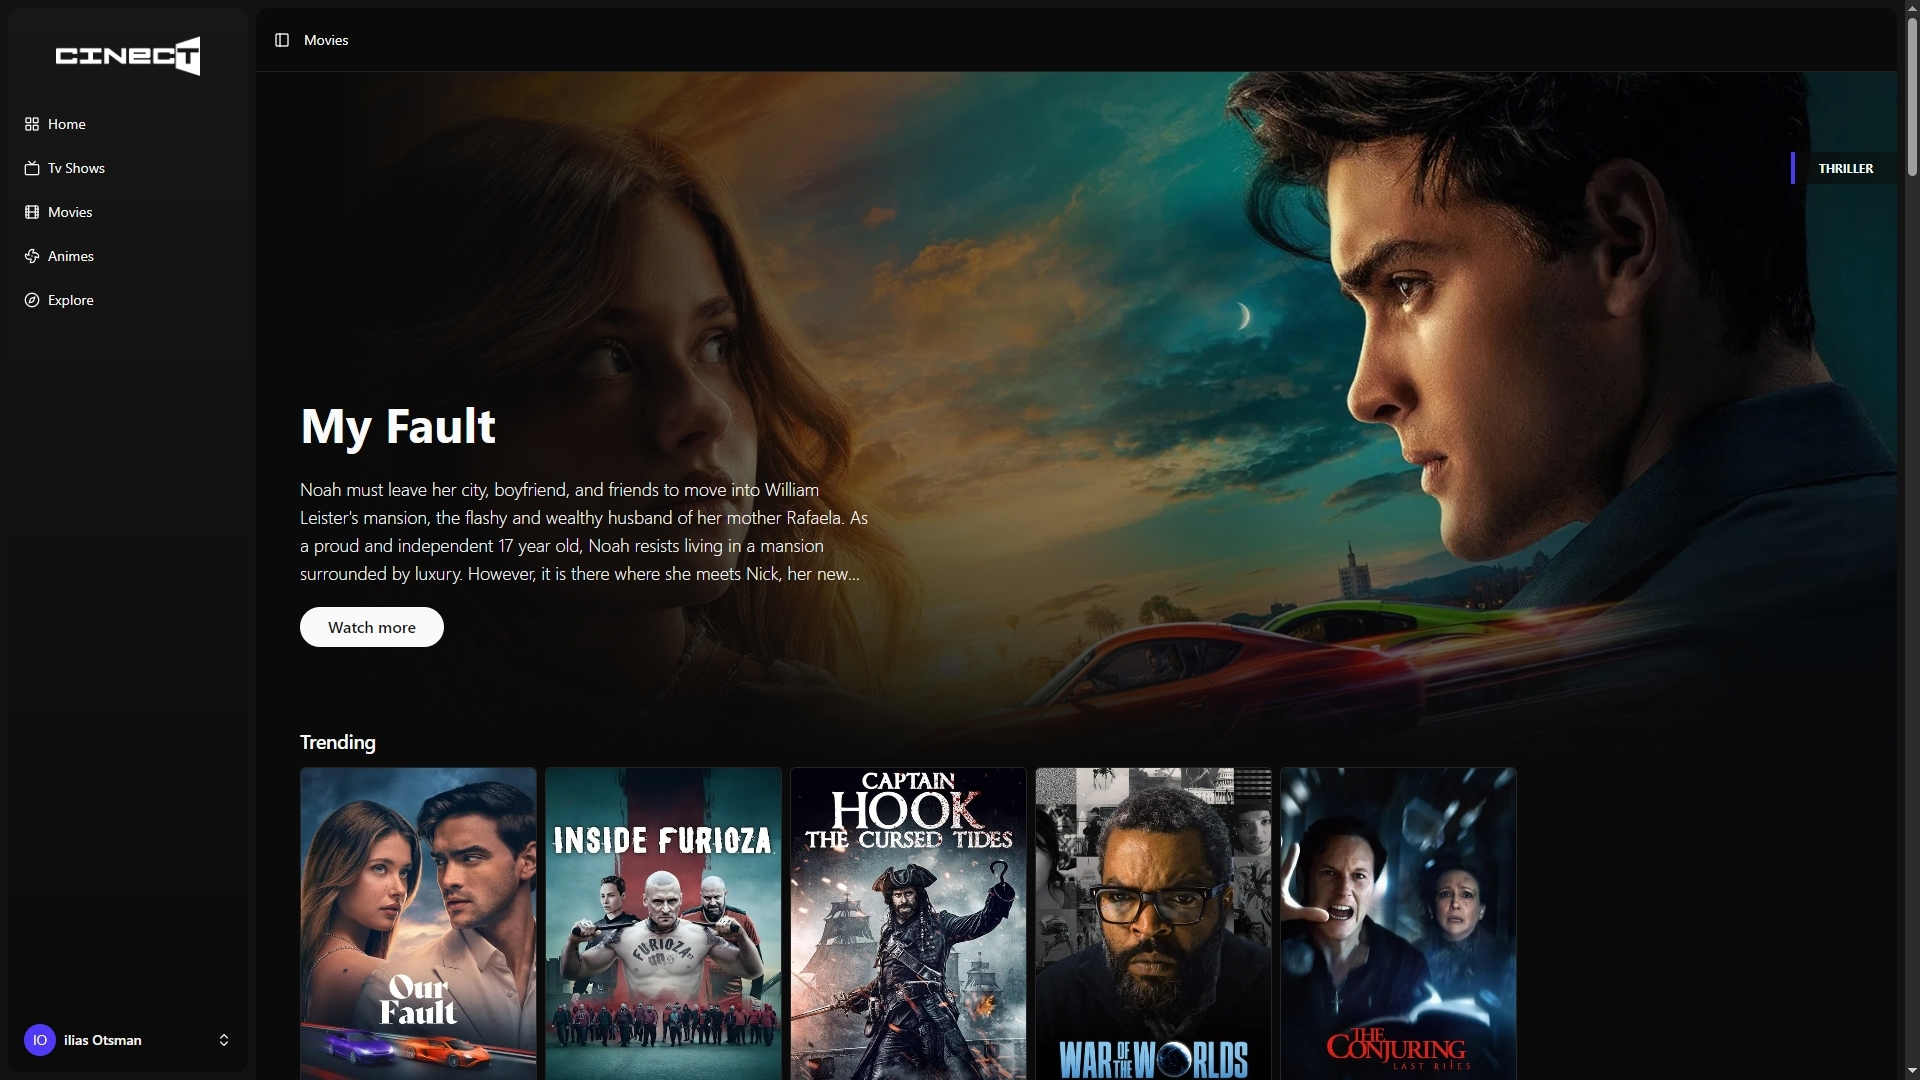 CINECT
Home
Tv Shows
Movies
Animes
Explore
IO
ilias Otsman
Movies
THRILLER
My Fault
Noah must leave her city, boyfriend, and friends to move into William
Leister's mansion, the flashy and wealthy husband of her mother Rafaela. As
a proud and independent 17 year old, Noah resists living in a mansion
surrounded by luxury. However, it is there where she meets Nick, her new...
Watch more
Trending
Our
Fault
INSIDE FURIOZA
FURIOZA
CAPTAIN
HOOK
THE CURSED TIDES
WAR OF THE WORLDS
THE
CONJURING
LAST RITES